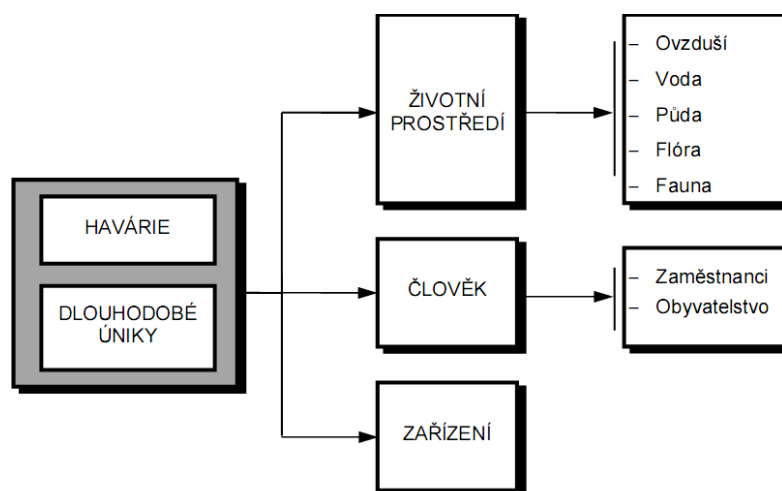 HAVÁRIE
DLOUHODOBÉ
ÚNIKY
ŽIVOTNÍ
PROSTŘEDÍ
– Ovzduší
– Voda
– Půda
– Flóra
– Fauna
ČLOVĚK
– Zaměstnanci
– Obyvatelstvo
ZAŘÍZENÍ